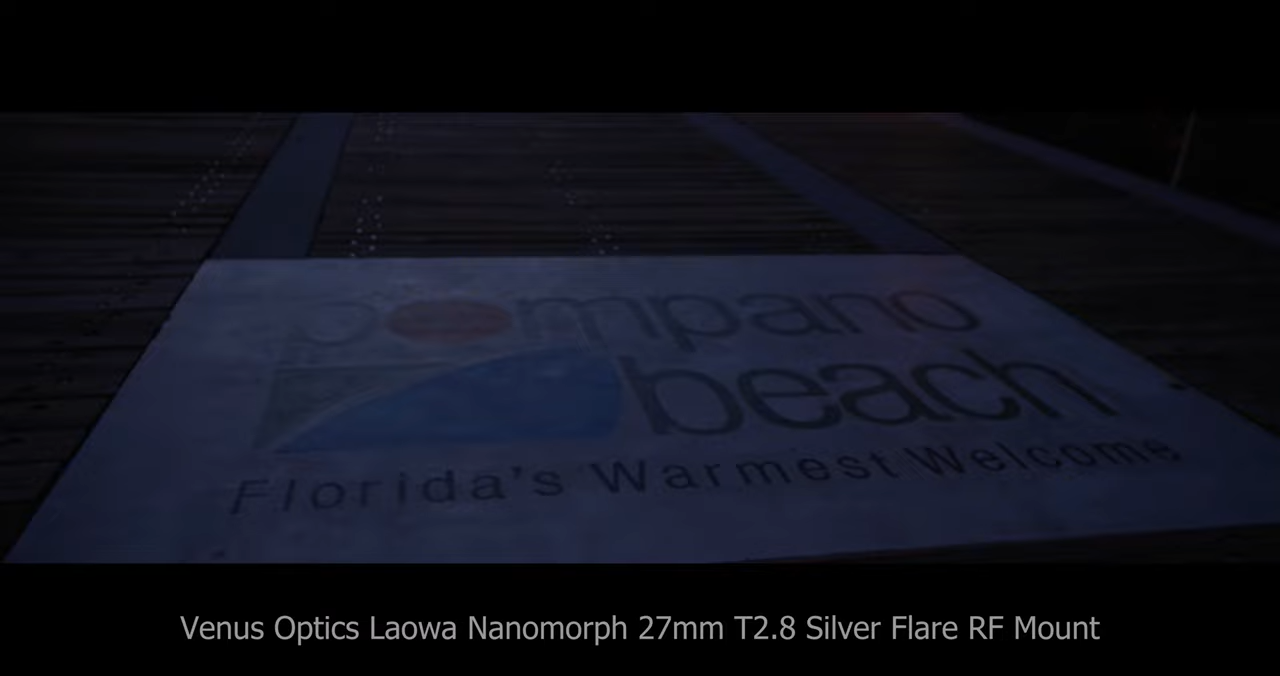 pompano
beach
Florida's Warmest Welcome
Venus Optics Laowa Nanomorph 27mm T2.8 Silver Flare RF Mount